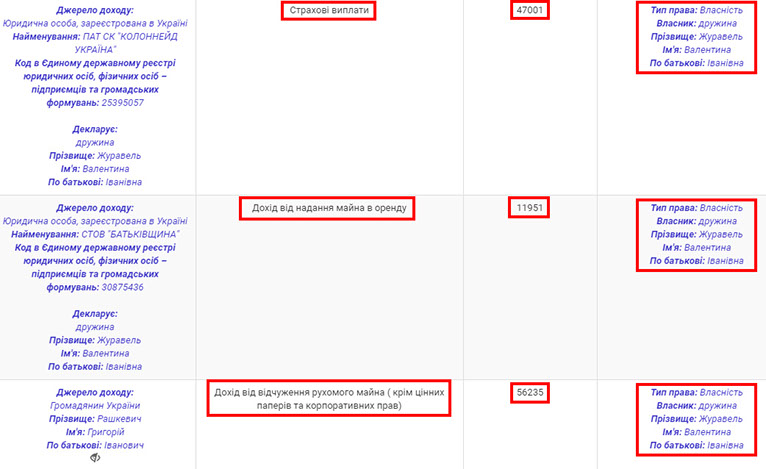 Джерело доходу:
Юридична особа, зареєстрована в Україні
Найменування: ПАТ СК "КОЛОННЕЙД
УКРАЇНА"
Код в Єдиному державному реєстрі
юридичних осіб, фізичних осіб –
підприємців та громадських
формувань: 25395057
Декларує:
дружина
Прізвище: Журавель
Ім'я: Валентина
По батькові: Іванівна
Страхові виплати
47001
Тип права: Власність
Власник: дружина
Прізвище: Журавель
Ім'я: Валентина
По батькові: Іванівна
Джерело доходу:
Юридична особа, зареєстрована в Україні
Найменування: СТОВ "БАТЬКІВЩИНА"
Код в Єдиному державному реєстрі
юридичних осіб, фізичних осіб –
підприємців та громадських
формувань: 30875436
Декларує:
дружина
Прізвище: Журавель
Ім'я: Валентина
По батькові: Іванівна
Дохід від надання майна в оренду
11951
Тип права: Власність
Власник: дружина
Прізвище: Журавель
Ім'я: Валентина
По батькові: Іванівна
Джерело доходу:
Громадянин України
Прізвище: Рашкевич
Ім'я: Григорій
По батькові: Іванович
Дохід від відчуження рухомого майна ( крім цінних
паперів та корпоративних прав)
56235
Тип права: Власність
Власник: дружина
Прізвище: Журавель
Ім'я: Валентина
По батькові: Іванівна